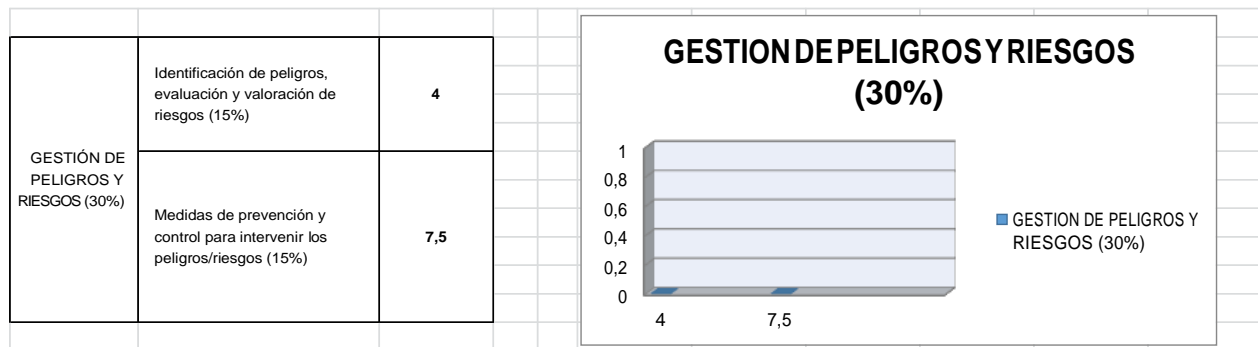 GESTIÓN DE
PELIGROS Y
RIESGOS (30%)
Identificación de peligros,
evaluación y valoración de
riesgos (15%)
4
Medidas de prevención y
control para intervenir los
peligros/riesgos (15%)
7,5
GESTION DE PELIGROS Y RIESGOS
(30%)
1
0,8
0,6
0,4
0,2
0
4 7,5
GESTION DE PELIGROS Y
RIESGOS (30%)